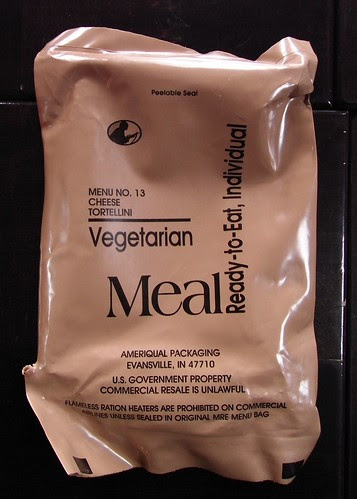 Peelable Seal
MENU NO. 13
CHEESE
TORTELLINI
Vegetarian
Meal
Ready-to-Eat, Individual
AMERIQUAL PACKAGING
EVANSVILLE, IN 47710
U.S. GOVERNMENT PROPERTY
COMMERCIAL RESALE IS UNLAWFUL
FLAMELESS RATION HEATERS ARE PROHIBITED ON COMMERCIAL
AIRLINES UNLESS SEALED IN ORIGINAL MRE MENU BAG